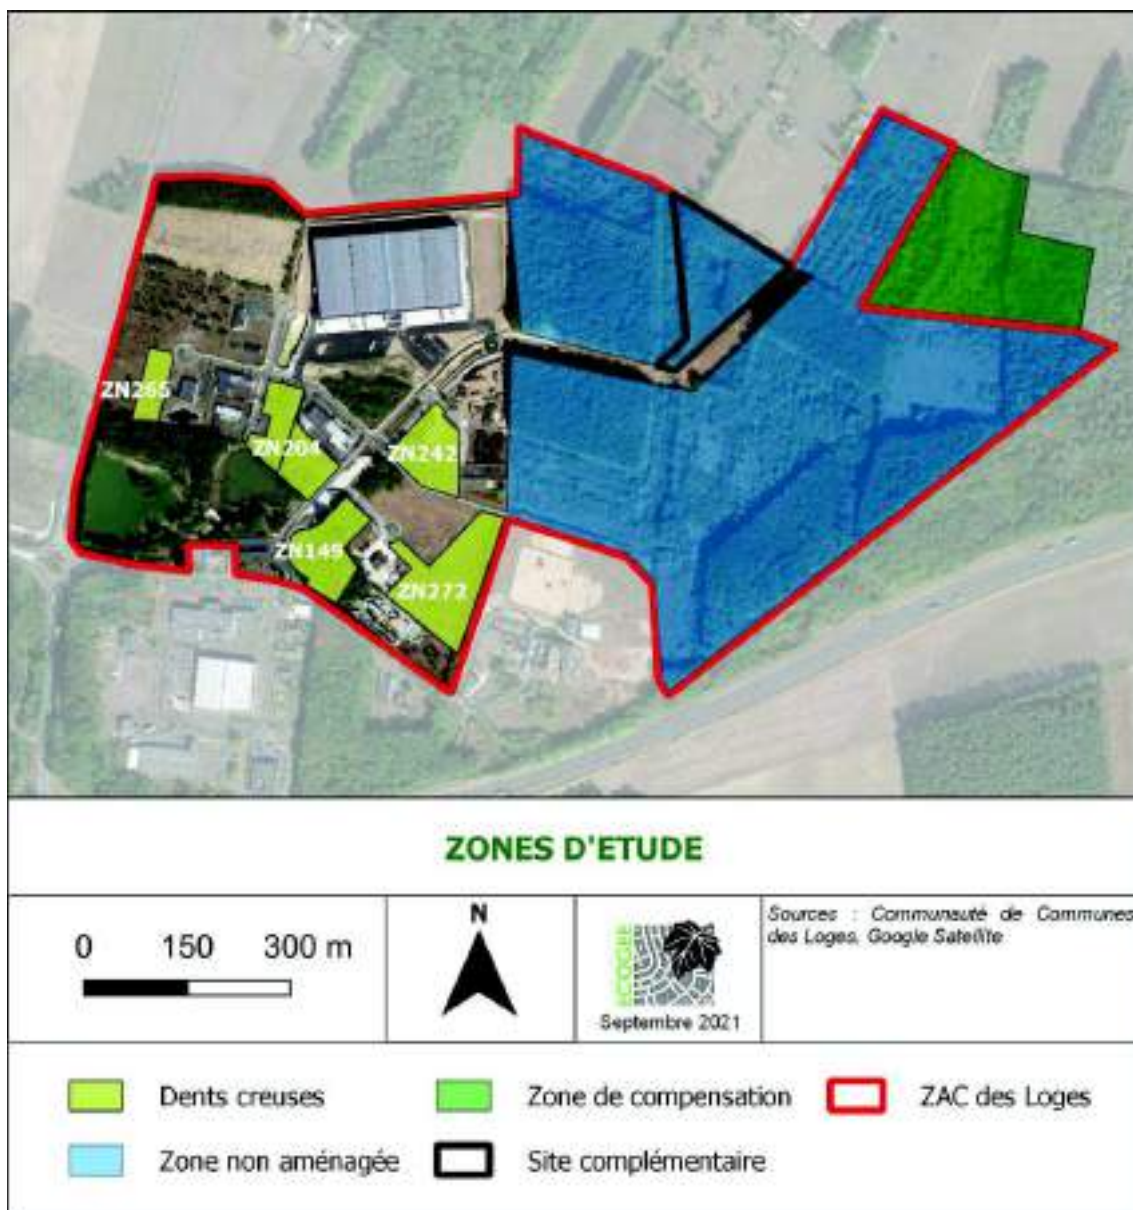 ZN265
ZN204
ZN242
ZN149
ZN272
ZONES D'ETUDE
0 150 300 m
N
ECOGEE
Septembre 2021
Sources : Communauté de Communes
des Loges, Google Satellite
Dents creuses
Zone de compensation
ZAC des Loges
Zone non aménagée
Site complémentaire